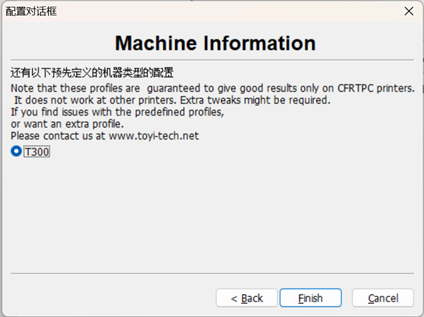 配置对话框
Machine Information
还有以下预先定义的机器类型的配置
Note that these profiles are guaranteed to give good results only on CFRTPC printers.
It does not work at other printers. Extra tweaks might be required.
If you find issues with the predefined profiles,
or want an extra profile.
Please contact us at www.toyi-tech.net
T300
< Back
Finish
Cancel